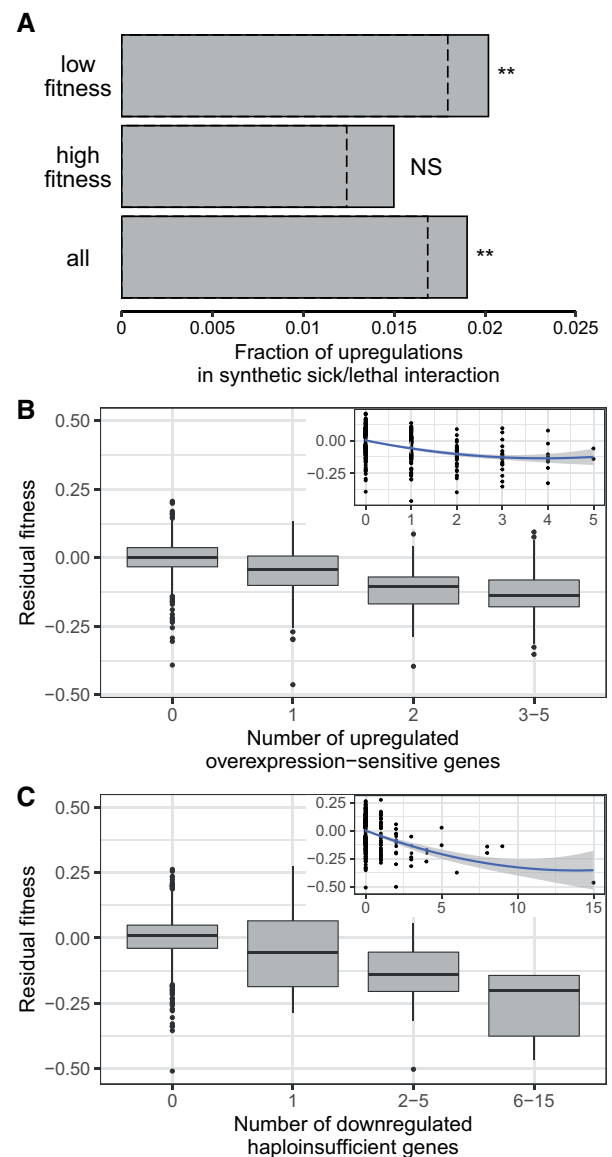 A
low
fitness
**
high
fitness
NS
all
**
0 0.005 0.01 0.015 0.02 0.025
Fraction of upregulations
in synthetic sick/lethal interaction
B
0.50
0.25
0.00
−0.25
−0.50
Residual fitness
0.00
−0.25
0 1 2 3 4 5
0 1 2 3−5
Number of upregulated
overexpression−sensitive genes
C
0.50
0.25
0.00
−0.25
−0.50
Residual fitness
0.25
0.00
−0.25
−0.50
0 5 10 15
0 1 2−5 6−15
Number of downregulated
haploinsufficient genes